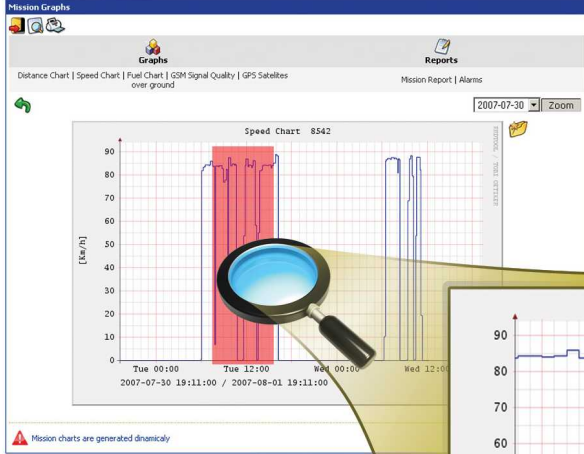 Mission Graphs
Graphs
Reports
Distance Chart | Speed Chart | Fuel Chart | GSM Signal Quality | GPS Satelites
over ground
Mission Report | Alarms
2007-07-30
Zoom
Speed Chart 8542
RRDTOOL / TOBI OETIKER
[Km/h]
90
80
70
60
50
40
30
20
10
0
Tue 00:00
Tue 12:00
Wed 00:00
Wed 12:00
2007-07-30 19:11:00 / 2007-08-01 19:11:00
90
80
70
60
Mission charts are generated dinamicaly